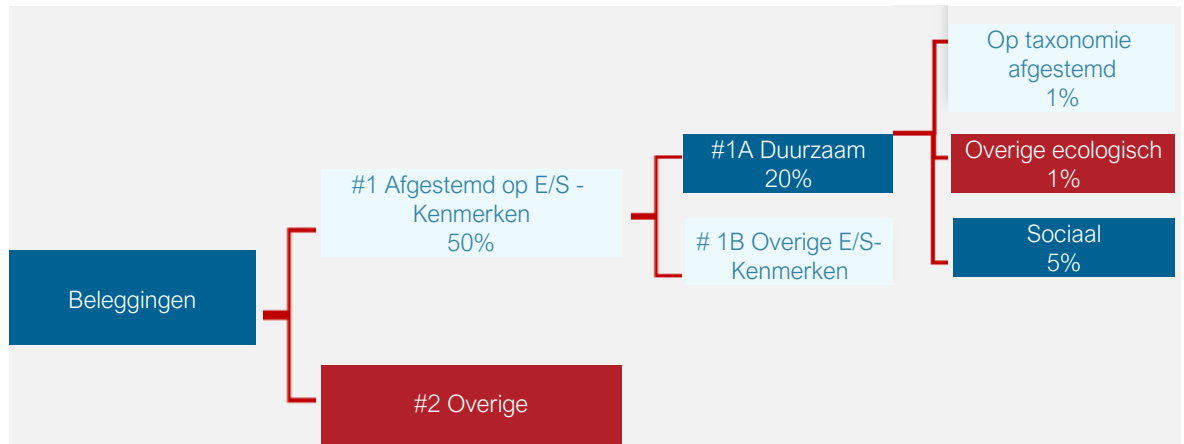 Beleggingen
#1 Afgestemd op E/S -
Kenmerken
50%
#2 Overige
#1A Duurzaam
20%
# 1B Overige E/S-
Kenmerken
Op taxonomie
afgestemd
1%
Overige ecologisch
1%
Sociaal
5%